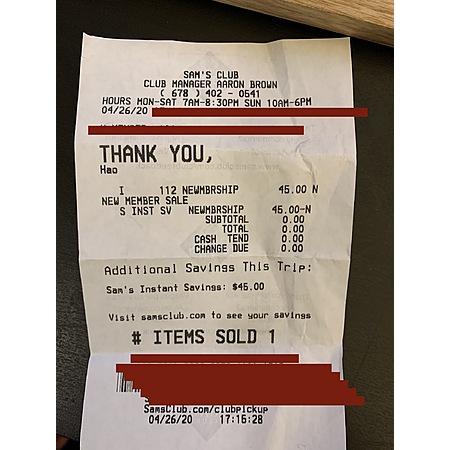 SAM'S CLUB
CLUB MANAGER AARON BROWN
( 678 ) 402 - 0541
HOURS MON-SAT 7AM-8:30PM SUN 10AM-6PM
04/26/20
THANK YOU,
Hao
I 112 NEWMBRSHIP 45.00 N
NEW MEMBER SALE
S INST SV NEWMBRSHIP 45.00-N
SUBTOTAL 0.00
TOTAL 0.00
CASH TEND 0.00
CHANGE DUE 0.00
Additional Savings This Trip:
Sam's Instant Savings: $45.00
Visit samsclub.com to see your savings
# ITEMS SOLD 1
SamsClub.com/clubpickup
04/26/20 17:15:28